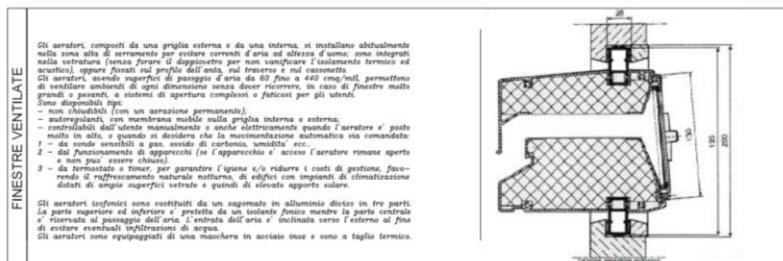 FINESTRE VENTILATE
Gli aeratori, composti da una griglia esterna e da una interna, si installano abitualmente
nella zona alta di serramento per evitare correnti d'aria ad altezza d'uomo; sono integrati
nella vetratura (senza forare il doppiovetro per non vanificare l'isolamento termico ed
acustico), oppure fissati sul profilo dell'anta, sul traverso e sul cassonetto.
Gli aeratori, avendo superfici di passaggio d'aria da 60 fino a 440 cmq/mtl, permettono
di ventilare ambienti di ogni dimensione senza dover ricorrere, in caso di finestre molto
grandi o pesanti, a sistemi di apertura complessi o faticosi per gli utenti.
Sono disponibili tipi:
- non chiudibili (con un aerazione permanente);
- autoregolanti, con membrana mobile sulla griglia interna o esterna;
- controllabili dall'utente manualmente o anche elettricamente quando l'aeratore e' posto
molto in alto, o quando si desidera che la movimentazione automatica sia comandata:
1 - da sonde sensibili a gas, ossido di carbonio, umidita' ecc..
2 - dal funzionamento di apparecchi (se l'apparecchio e' acceso l'aeratore rimane aperto
e non puo' essere chiuso).
3 - da termostato o timer, per garantire l'igiene e/o ridurre i costi di gestione, favo-
rendo il raffrescamento naturale notturno, di edifici con impianti di climatizzazione
dotati di ampie superfici vetrate e quindi di elevato apporto solare.
Gli aeratori isofonici sono costituiti da un sagomato in alluminio diviso in tre parti.
La parte superiore ed inferiore e' pretetta da un isolante fonico mentre la parte centrale
e' riservata al passaggio dell'aria. L'entrata dell'aria e' inclinata verso l'esterno al fine
di evitare eventuali infiltrazioni di acqua.
Gli aeratori sono equipaggiati di una maschera in acciaio inox e sono a taglio termico.
130
200